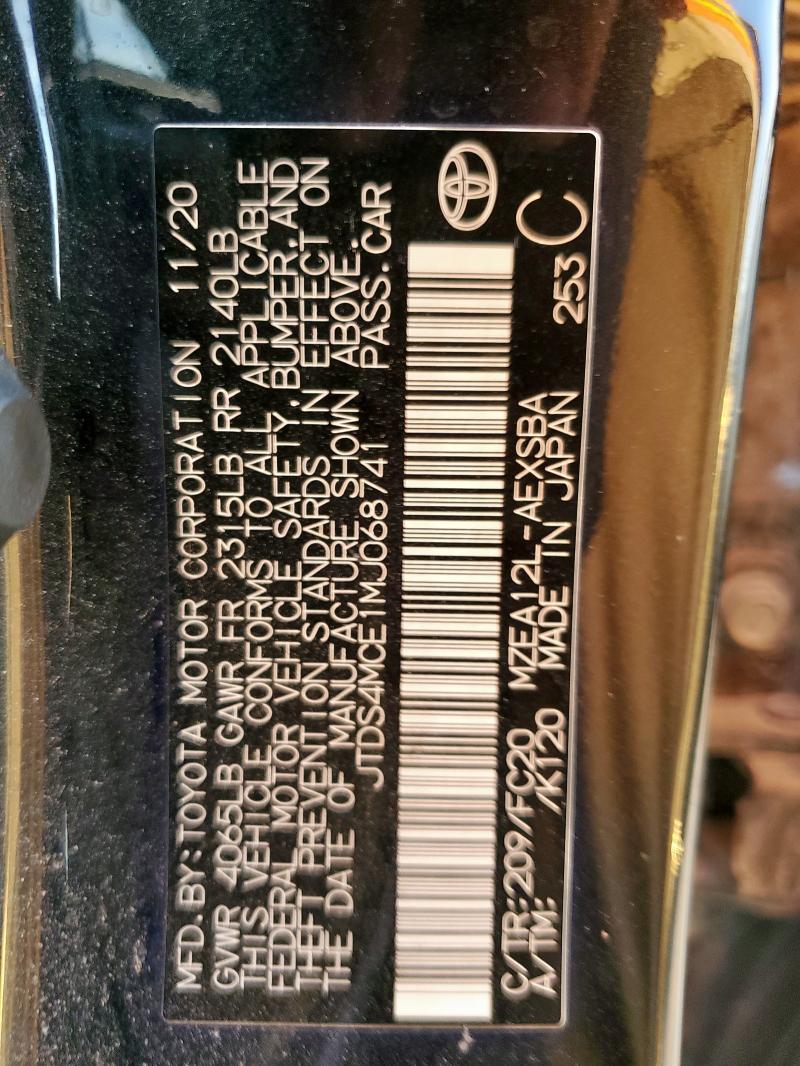 MFD.BY:TOYOTA MOTOR CORPORATION 11/20
GVWR 4065LB GAWR FR 2315LB RR 2140LB
THIS VEHICLE CONFORMS TO ALL APPLICABLE
FEDERAL MOTOR VEHICLE SAFETY,BUMPER,AND
THEFT PREVENTION STANDARDS IN EFFECT ON
THE DATE OF MANUFACTURE SHOWN ABOVE.
JTDS4MCE1MJ068741 PASS.CAR
C/TR:209/FC20 MZEA12L-AEXSBA C
A/TM: /K120 MADE IN JAPAN 253